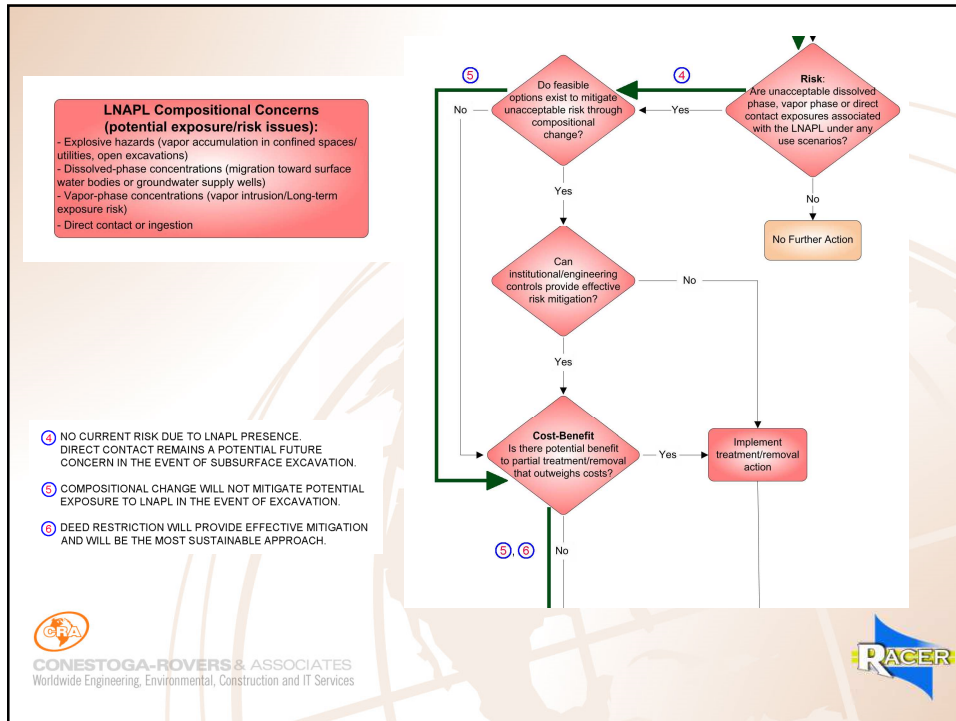 LNAPL Compositional Concerns
(potential exposure/risk issues):
- Explosive hazards (vapor accumulation in confined spaces/
utilities, open excavations)
- Dissolved-phase concentrations (migration toward surface
water bodies or groundwater supply wells)
- Vapor-phase concentrations (vapor intrusion/Long-term
exposure risk)
- Direct contact or ingestion
5
4
Do feasible
options exist to mitigate
unacceptable risk through
compositional
change?
No
Yes
Risk:
Are unacceptable dissolved
phase, vapor phase or direct
contact exposures associated
with the LNAPL under any
use scenarios?
Yes
No
No Further Action
Can
institutional/engineering
controls provide effective
risk mitigation?
No
Yes
Cost-Benefit
Is there potential benefit
to partial treatment/removal
that outweighs costs?
Yes
Implement
treatment/removal
action
5, 6
No
4 NO CURRENT RISK DUE TO LNAPL PRESENCE.
DIRECT CONTACT REMAINS A POTENTIAL FUTURE
CONCERN IN THE EVENT OF SUBSURFACE EXCAVATION.
5 COMPOSITIONAL CHANGE WILL NOT MITIGATE POTENTIAL
EXPOSURE TO LNAPL IN THE EVENT OF EXCAVATION.
6 DEED RESTRICTION WILL PROVIDE EFFECTIVE MITIGATION
AND WILL BE THE MOST SUSTAINABLE APPROACH.
CRA
CONESTOGA-ROVERS & ASSOCIATES
Worldwide Engineering, Environmental, Construction and IT Services
RACER